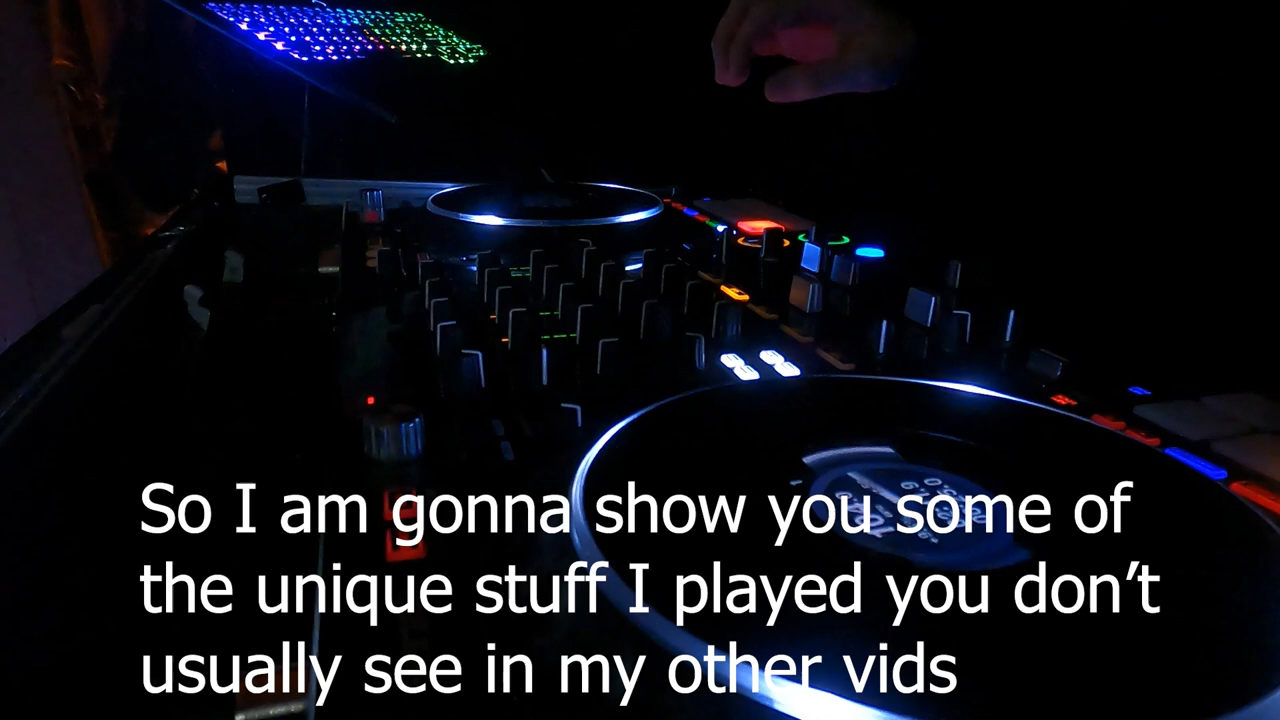 So I am gonna show you some of
the unique stuff I played you don’t
usually see in my other vids